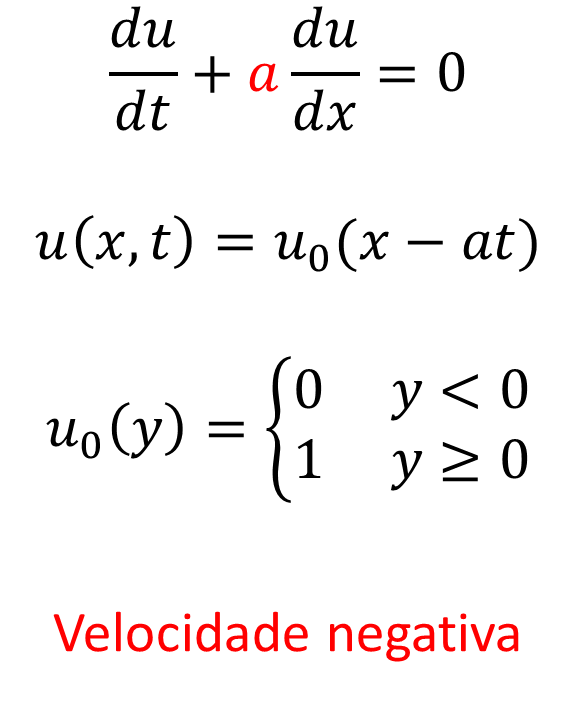 du/dt + a du/dx = 0
u(x, t) = u₀(x − at)
u₀(y) = { 0 y < 0
1 y ≥ 0
Velocidade negativa